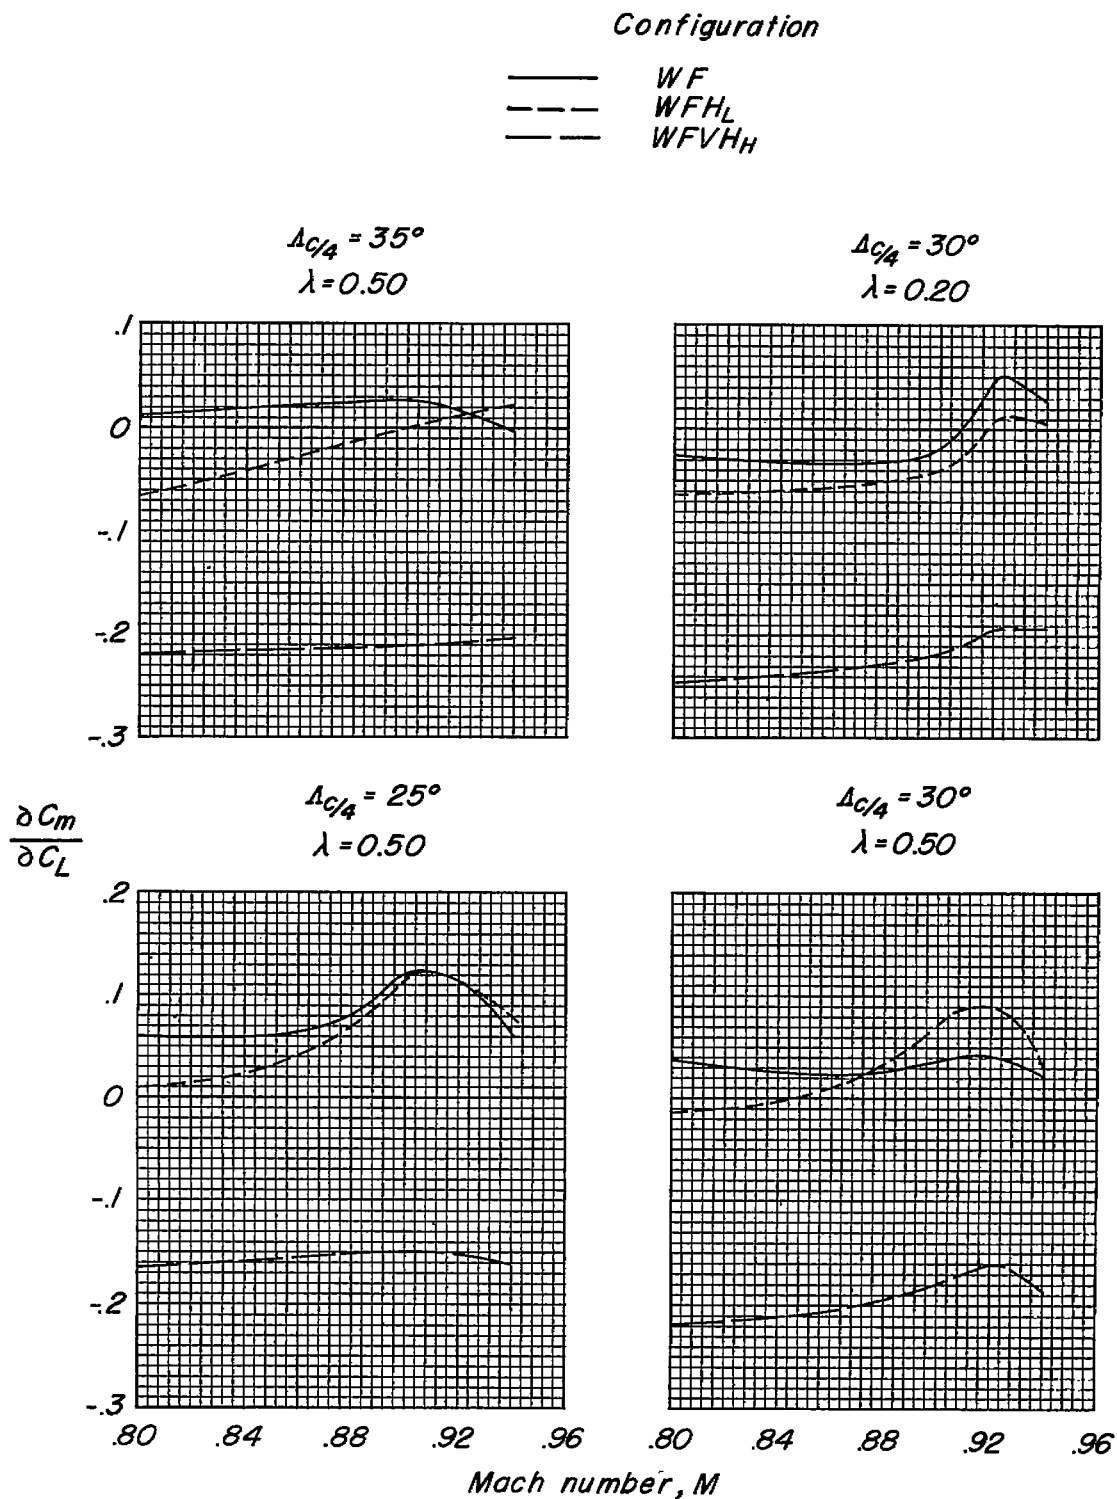 Configuration
WF
WFHL
WFVHH
Λc/4 = 35°
λ = 0.50
Λc/4 = 30°
λ = 0.20
.1
0
-.1
-.2
-.3
Λc/4 = 25°
λ = 0.50
Λc/4 = 30°
λ = 0.50
∂Cm
∂CL
.2
.1
0
-.1
-.2
-.3
.80 .84 .88 .92 .96 .80 .84 .88 .92 .96
Mach number, M